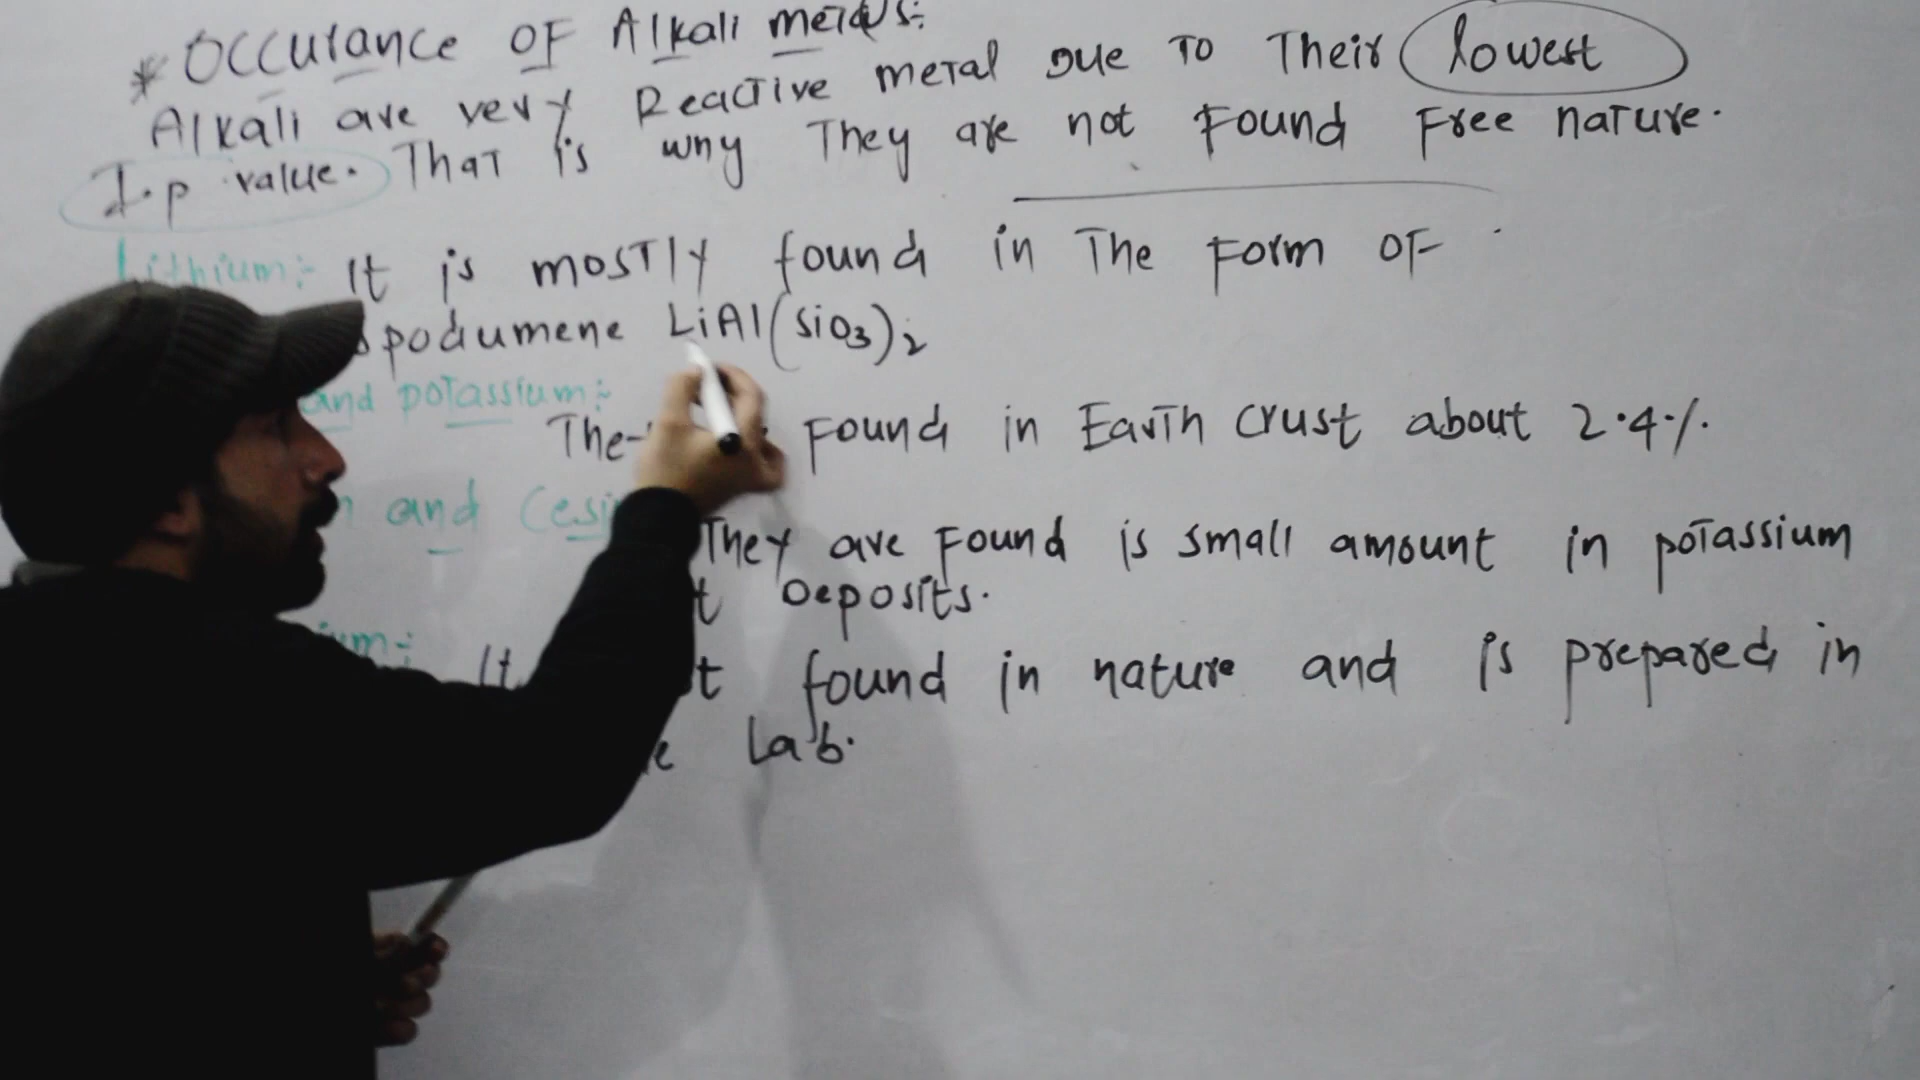 * Occurance OF Alkali metals:-
Alkali are very Reactive metal Due To Their lowest
I.p value. That is why They are not Found Free nature.
Lithium:- It is mostly found in The Form OF
spodumene LiAl(SiO3)2
and potassium:-
Found in Earth crust about 2.4%.
and Cesi
They are Found is small amount in potassium
Deposits.
It found in nature and is prepared in
Lab.